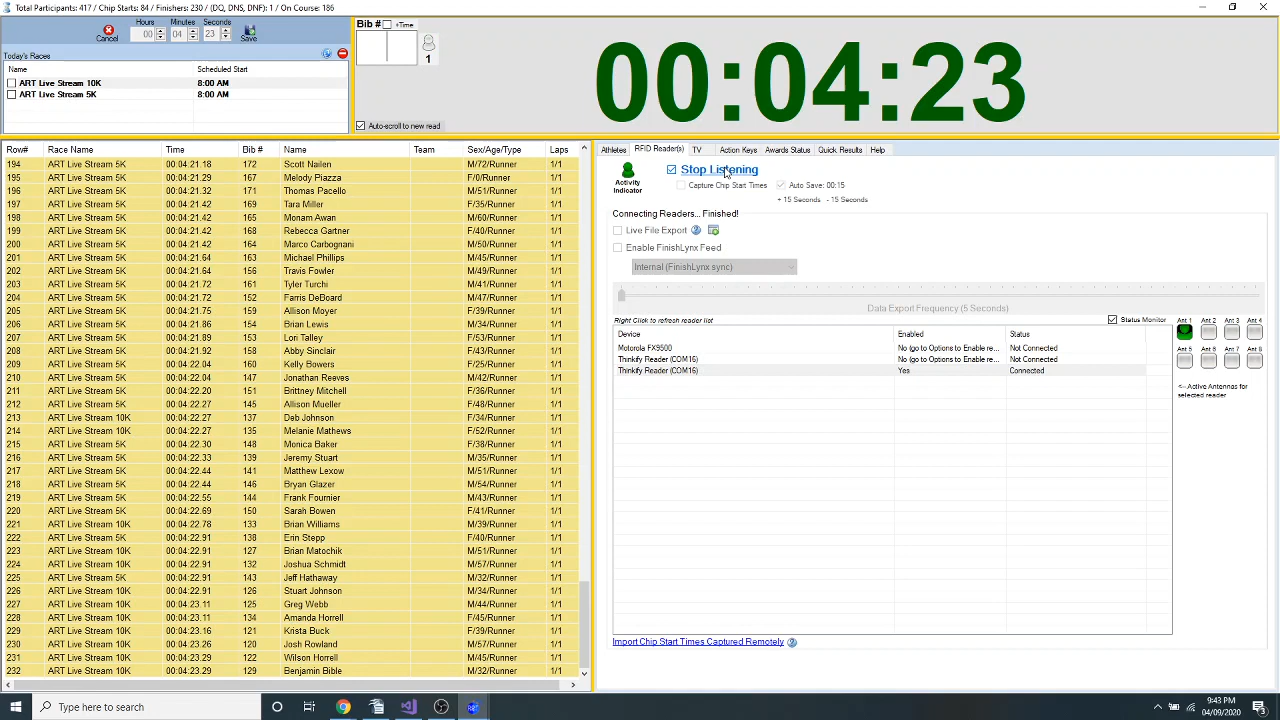 Total Participants: 417 / Chip Starts: 84 / Finishers: 230 / (DQ, DNS, DNF): 1 / On Course: 186
Hours Minutes Seconds
Cancel 00 04 23 Save
Today's Races
Name Scheduled Start
ART Live Stream 10K 8:00 AM
ART Live Stream 5K 8:00 AM
Bib # +Time
1
Auto-scroll to new read
00:04:23
Row# Race Name Time Bib # Name Team Sex/Age/Type Laps
194 ART Live Stream 5K 00:04:21.18 172 Scott Nailen M/72/Runner 1/1
195 ART Live Stream 5K 00:04:21.29 167 Melody Piazza F/0/Runner 1/1
196 ART Live Stream 5K 00:04:21.32 171 Thomas Pacello M/51/Runner 1/1
197 ART Live Stream 5K 00:04:21.38 169 Tara Miller F/35/Runner 1/1
198 ART Live Stream 5K 00:04:21.37 165 Monam Awan M/60/Runner 1/1
199 ART Live Stream 5K 00:04:21.38 168 Rebecca Gartner F/40/Runner 1/1
200 ART Live Stream 5K 00:04:21.48 164 Marco Carbognani M/50/Runner 1/1
201 ART Live Stream 5K 00:04:21.38 163 Michael Phillips M/45/Runner 1/1
202 ART Live Stream 5K 00:04:21.38 156 Travis Fowler M/49/Runner 1/1
203 ART Live Stream 5K 00:04:21.72 161 Tyler Turchi M/41/Runner 1/1
204 ART Live Stream 5K 00:04:21.72 152 Farris DeBoard M/47/Runner 1/1
205 ART Live Stream 5K 00:04:21.72 159 Allison Moyer F/39/Runner 1/1
206 ART Live Stream 5K 00:04:21.86 154 Brian Lewis M/34/Runner 1/1
207 ART Live Stream 5K 00:04:21.86 153 Lori Talley F/53/Runner 1/1
208 ART Live Stream 5K 00:04:21.92 158 Abby Sinclair F/43/Runner 1/1
209 ART Live Stream 5K 00:04:22.04 160 Kelly Bowers F/25/Runner 1/1
210 ART Live Stream 5K 00:04:22.04 147 Jonathan Reeves M/42/Runner 1/1
211 ART Live Stream 5K 00:04:22.20 151 Brittney Mitchell F/36/Runner 1/1
212 ART Live Stream 5K 00:04:22.27 145 Allison Mueller F/48/Runner 1/1
213 ART Live Stream 10K 00:04:22.27 137 Deb Johnson F/34/Runner 1/1
214 ART Live Stream 10K 00:04:22.27 135 Melanie Mathews F/52/Runner 1/1
215 ART Live Stream 5K 00:04:22.30 148 Monica Baker F/38/Runner 1/1
216 ART Live Stream 5K 00:04:22.33 139 Jeremy Stuart M/35/Runner 1/1
217 ART Live Stream 5K 00:04:22.44 141 Matthew Lexow M/51/Runner 1/1
218 ART Live Stream 5K 00:04:22.44 146 Bryan Glazer M/54/Runner 1/1
219 ART Live Stream 5K 00:04:22.55 144 Frank Fournier M/43/Runner 1/1
220 ART Live Stream 5K 00:04:22.69 150 Sawan Fong F/41/Runner 1/1
221 ART Live Stream 10K 00:04:22.78 133 Brian Williams M/39/Runner 1/1
222 ART Live Stream 5K 00:04:22.91 138 Erin Stepp F/40/Runner 1/1
223 ART Live Stream 10K 00:04:22.91 127 Brian Matochik M/51/Runner 1/1
224 ART Live Stream 10K 00:04:22.91 132 Joshua Schmidt M/57/Runner 1/1
225 ART Live Stream 5K 00:04:22.91 143 Jeff Hathaway M/32/Runner 1/1
226 ART Live Stream 10K 00:04:22.91 126 Stuart Johnson M/34/Runner 1/1
227 ART Live Stream 10K 00:04:23.11 125 Greg Webb M/44/Runner 1/1
228 ART Live Stream 10K 00:04:23.11 134 Amanda Horrell F/45/Runner 1/1
229 ART Live Stream 10K 00:04:23.16 121 Krista Buck F/39/Runner 1/1
230 ART Live Stream 10K 00:04:23.26 120 Josh Rowland M/57/Runner 1/1
231 ART Live Stream 10K 00:04:23.29 122 Wilson Horrell M/45/Runner 1/1
232 ART Live Stream 10K 00:04:23.29 129 Benjamin Bible M/32/Runner 1/1
Athletes RFID Reader(s) TV Action Keys Awards Status Quick Results Help
Activity Indicator
Stop Listening
Capture Chip Start Times Auto Save: 00:15
+ 15 Seconds - 15 Seconds
Connecting Readers... Finished!
Live File Export
Enable FinishLynx Feed
Internal (FinishLynx sync)
Data Export Frequency (5 Seconds)
Right Click to refresh reader list Status Monitor
Device Enabled Status
Motorola FX9500 No (go to Options to Enable re... Not Connected
Thinkify Reader (COM16) No (go to Options to Enable re... Not Connected
Thinkify Reader (COM16) Yes Connected
Ant 1 Ant 2 Ant 3 Ant 4
Ant 5 Ant 6 Ant 7 Ant 8
<-- Active Antennas for
selected reader
Import Chip Start Times Captured Remotely
Type here to search
9:43 PM
04/09/2020
3